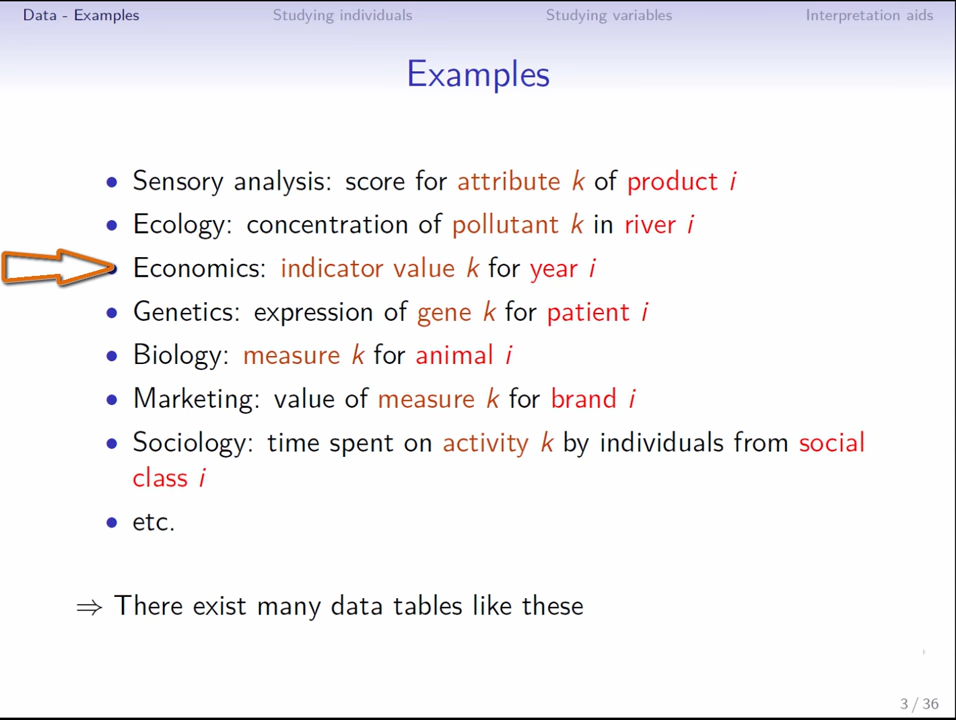 Data - Examples Studying individuals Studying variables Interpretation aids
Examples
• Sensory analysis: score for attribute k of product i
• Ecology: concentration of pollutant k in river i
• Economics: indicator value k for year i
• Genetics: expression of gene k for patient i
• Biology: measure k for animal i
• Marketing: value of measure k for brand i
• Sociology: time spent on activity k by individuals from social
class i
• etc.
⇒ There exist many data tables like these
3 / 36